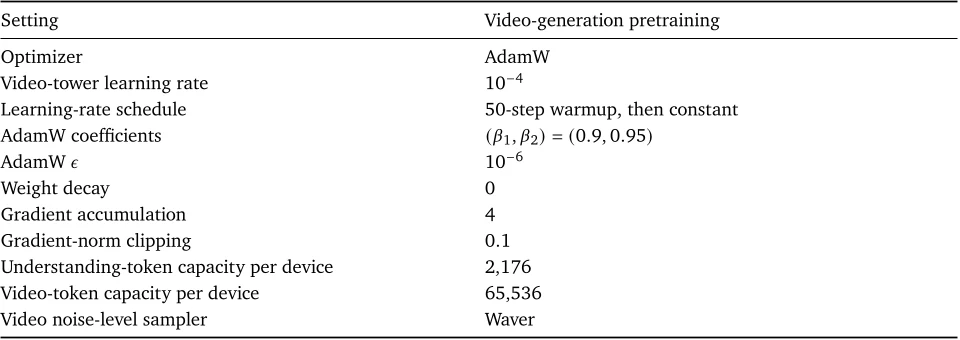 Setting Video-generation pretraining
Optimizer AdamW
Video-tower learning rate 10⁻⁴
Learning-rate schedule 50-step warmup, then constant
AdamW coefficients (β₁, β₂) = (0.9, 0.95)
AdamW ϵ 10⁻⁶
Weight decay 0
Gradient accumulation 4
Gradient-norm clipping 0.1
Understanding-token capacity per device 2,176
Video-token capacity per device 65,536
Video noise-level sampler Waver